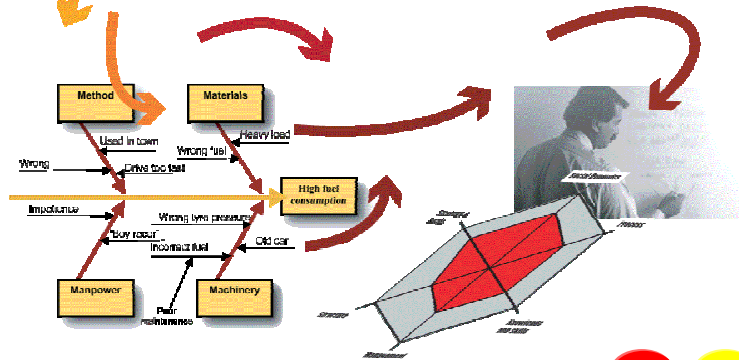 Method
Materials
Used in town
Heavy load
Wrong
Drive too fast
Wrong fuel
High fuel
consumption
Impatience
Wrong tyre pressure
"Boy racer"
Incorrect fuel
Old car
Manpower
Machinery
Poor
maintenance